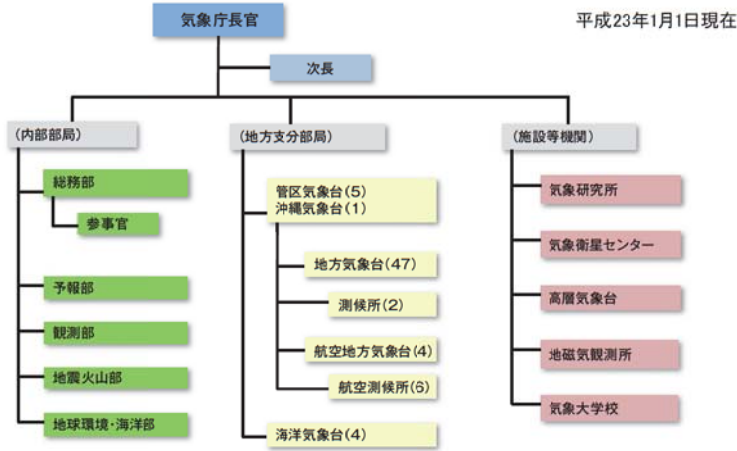 気象庁長官
平成23年1月1日現在
次長
(内部部局)
総務部
参事官
予報部
観測部
地震火山部
地球環境・海洋部
(地方支分部局)
管区気象台(5)
沖縄気象台(1)
地方気象台(47)
測候所(2)
航空地方気象台(4)
航空測候所(6)
海洋気象台(4)
(施設等機関)
気象研究所
気象衛星センター
高層気象台
地磁気観測所
気象大学校